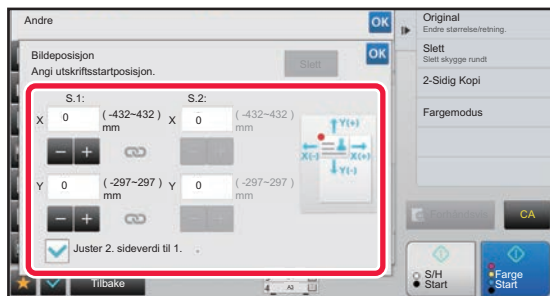 Andre
OK
Bildeposisjon
Angi utskriftsstartposisjon.
Slett
OK
S.1:
S.2:
X 0 (-432~432) mm
X 0 (-432~432) mm
- +
- +
Y 0 (-297~297) mm
Y 0 (-297~297) mm
- +
- +
Juster 2. sideverdi til 1. .
Y(+)
X(-) X(+)
Y(-)
Tilbake
4 A3
Original
Endre størrelse/retning.
Slett
Slett skygge rundt
2-Sidig Kopi
Fargemodus
CA
S/H
Start
Farge
Start